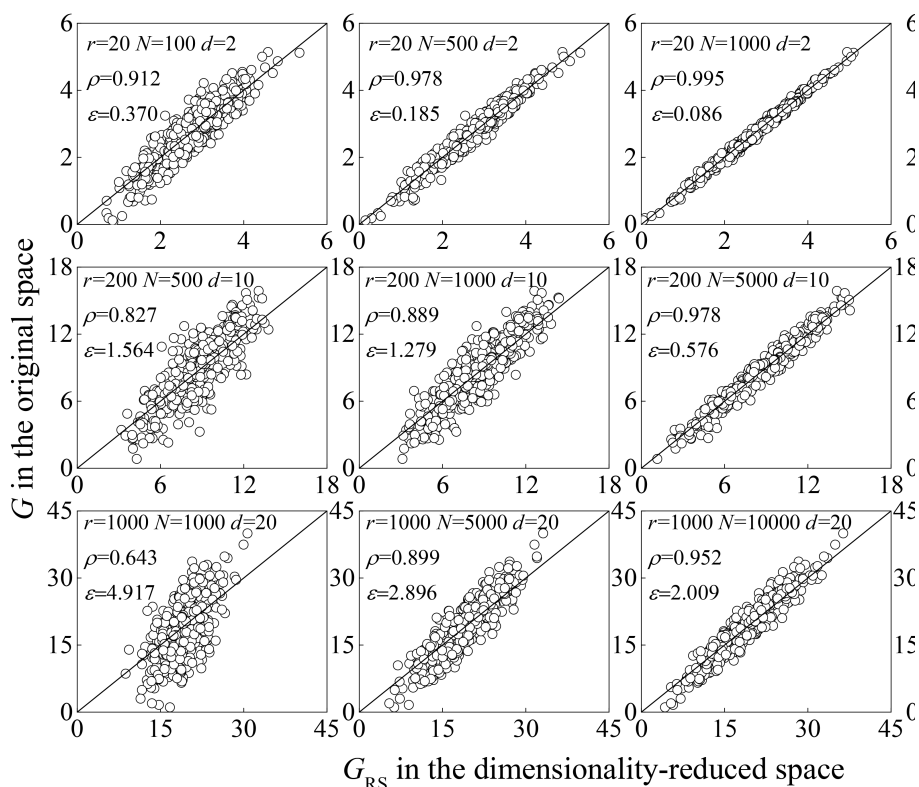 G in the original space
6
4
2
0
r=20 N=100 d=2
ρ=0.912
ε=0.370
2 4 6
6
4
2
0
r=20 N=500 d=2
ρ=0.978
ε=0.185
2 4 6
6
4
2
0
r=20 N=1000 d=2
ρ=0.995
ε=0.086
0 2 4 6
6
4
2
0
18
12
6
0
r=200 N=500 d=10
ρ=0.827
ε=1.564
0 6 12 18
18
12
6
0
r=200 N=1000 d=10
ρ=0.889
ε=1.279
0 6 12 18
18
12
6
0
r=200 N=5000 d=10
ρ=0.978
ε=0.576
0 6 12 18
18
12
6
0
45
30
15
0
r=1000 N=1000 d=20
ρ=0.643
ε=4.917
0 15 30 45
45
30
15
0
r=1000 N=5000 d=20
ρ=0.899
ε=2.896
0 15 30 45
45
30
15
0
r=1000 N=10000 d=20
ρ=0.952
ε=2.009
0 15 30 45
G_RS in the dimensionality-reduced space